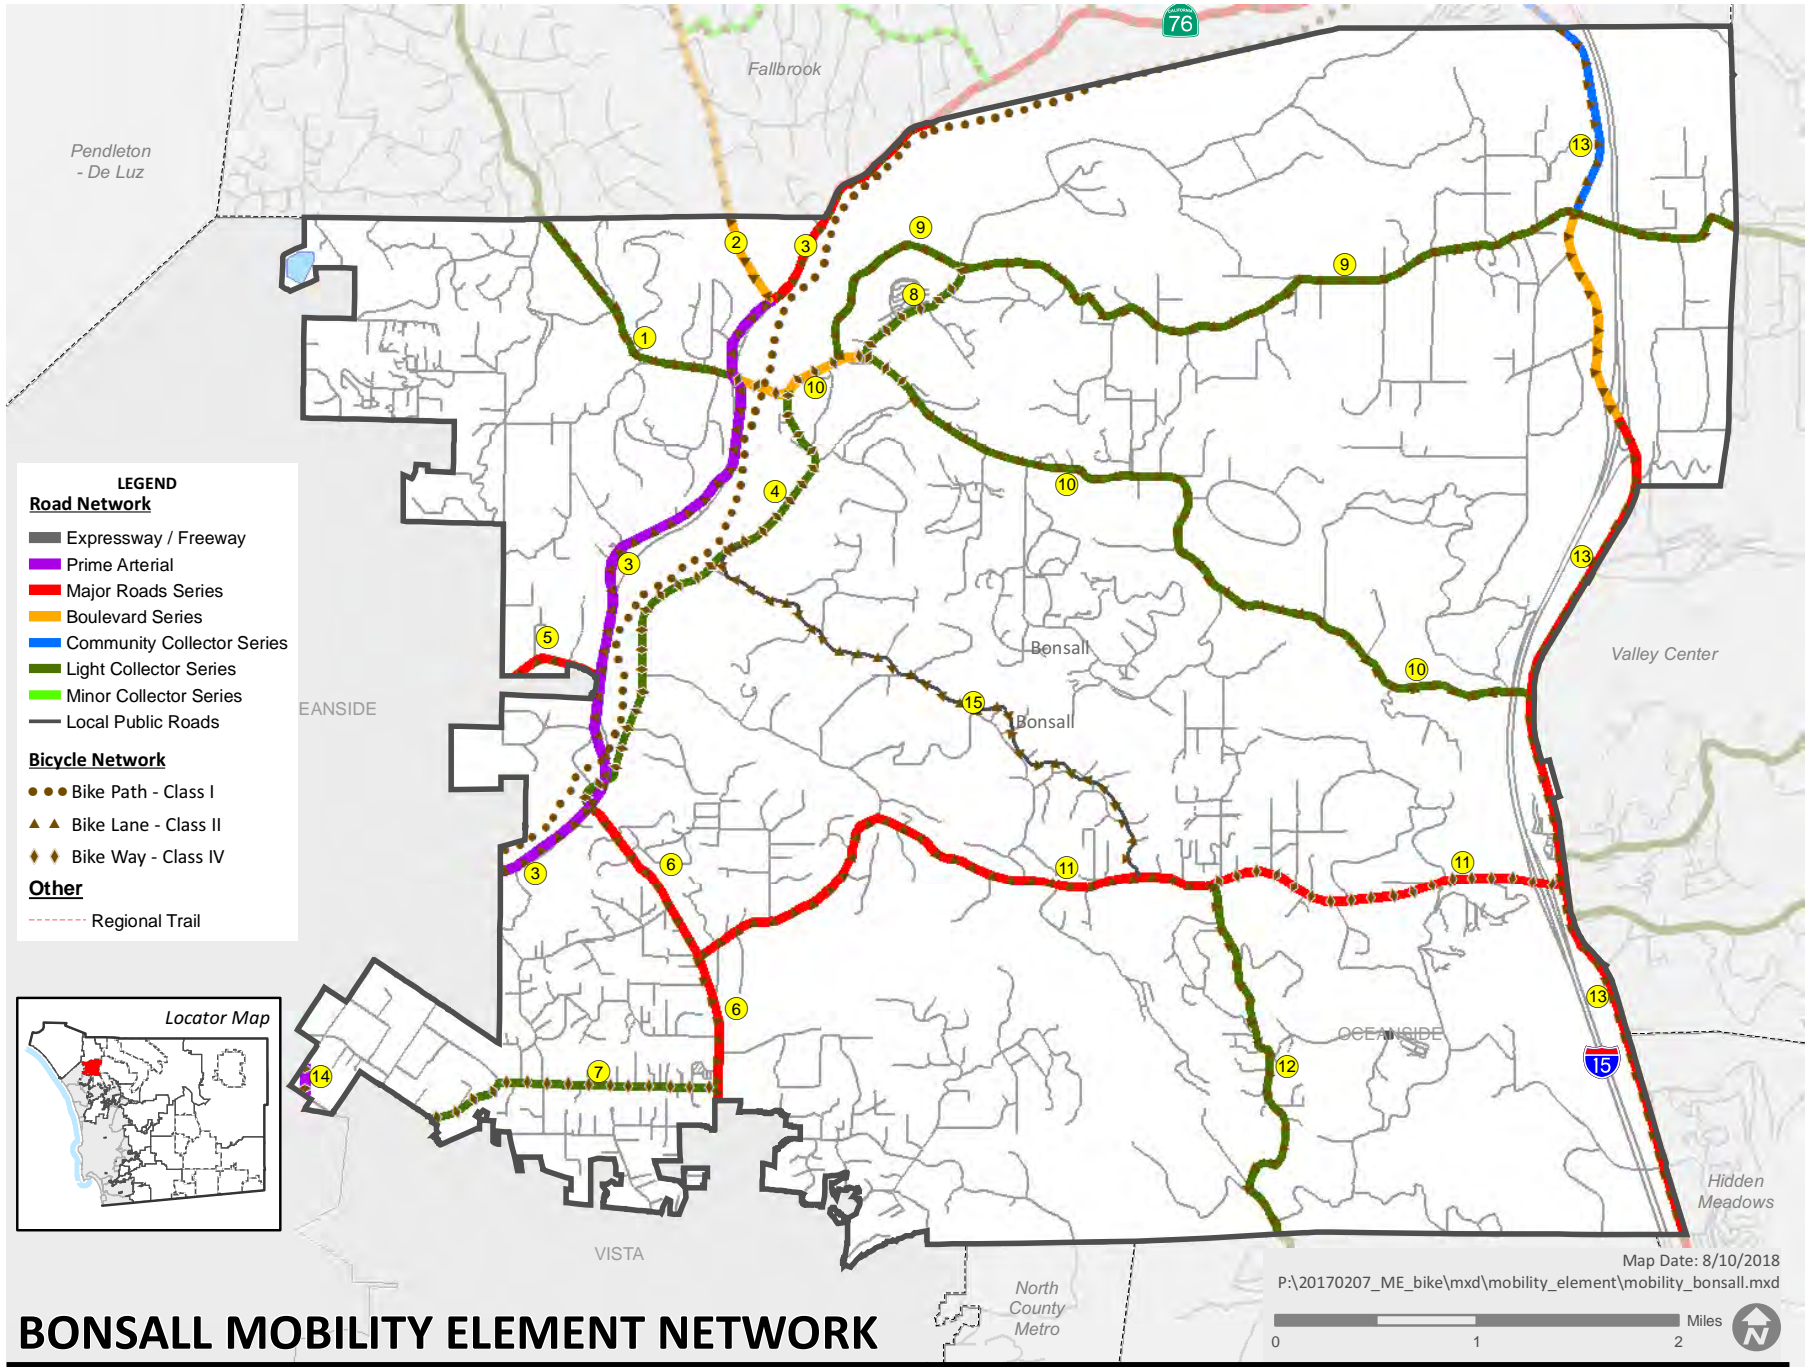 CALIFORNIA
76
Fallbrook
Pendleton
- De Luz
13
2
3
9
9
8
1
10
4
10
3
13
5
Bonsall
Valley Center
10
EANSIDE
15
Bonsall
6
11
11
3
6
13
OCEANSIDE
15
14
7
12
Hidden
Meadows
VISTA
North
County
Metro
LEGEND
Road Network
Expressway / Freeway
Prime Arterial
Major Roads Series
Boulevard Series
Community Collector Series
Light Collector Series
Minor Collector Series
Local Public Roads
Bicycle Network
Bike Path - Class I
Bike Lane - Class II
Bike Way - Class IV
Other
Regional Trail
Locator Map
Map Date: 8/10/2018
P:\20170207_ME_bike\mxd\mobility_element\mobility_bonsall.mxd
Miles
0 1 2
N
BONSALL MOBILITY ELEMENT NETWORK